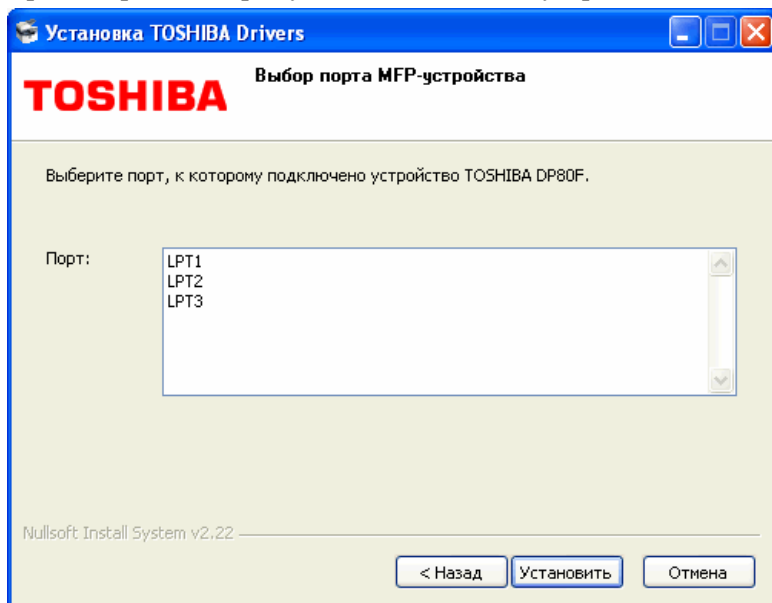 Установка TOSHIBA Drivers
TOSHIBA
Выбор порта MFP-устройства
Выберите порт, к которому подключено устройство TOSHIBA DP80F.
Порт:
LPT1
LPT2
LPT3
Nullsoft Install System v2.22
< Назад
Установить
Отмена